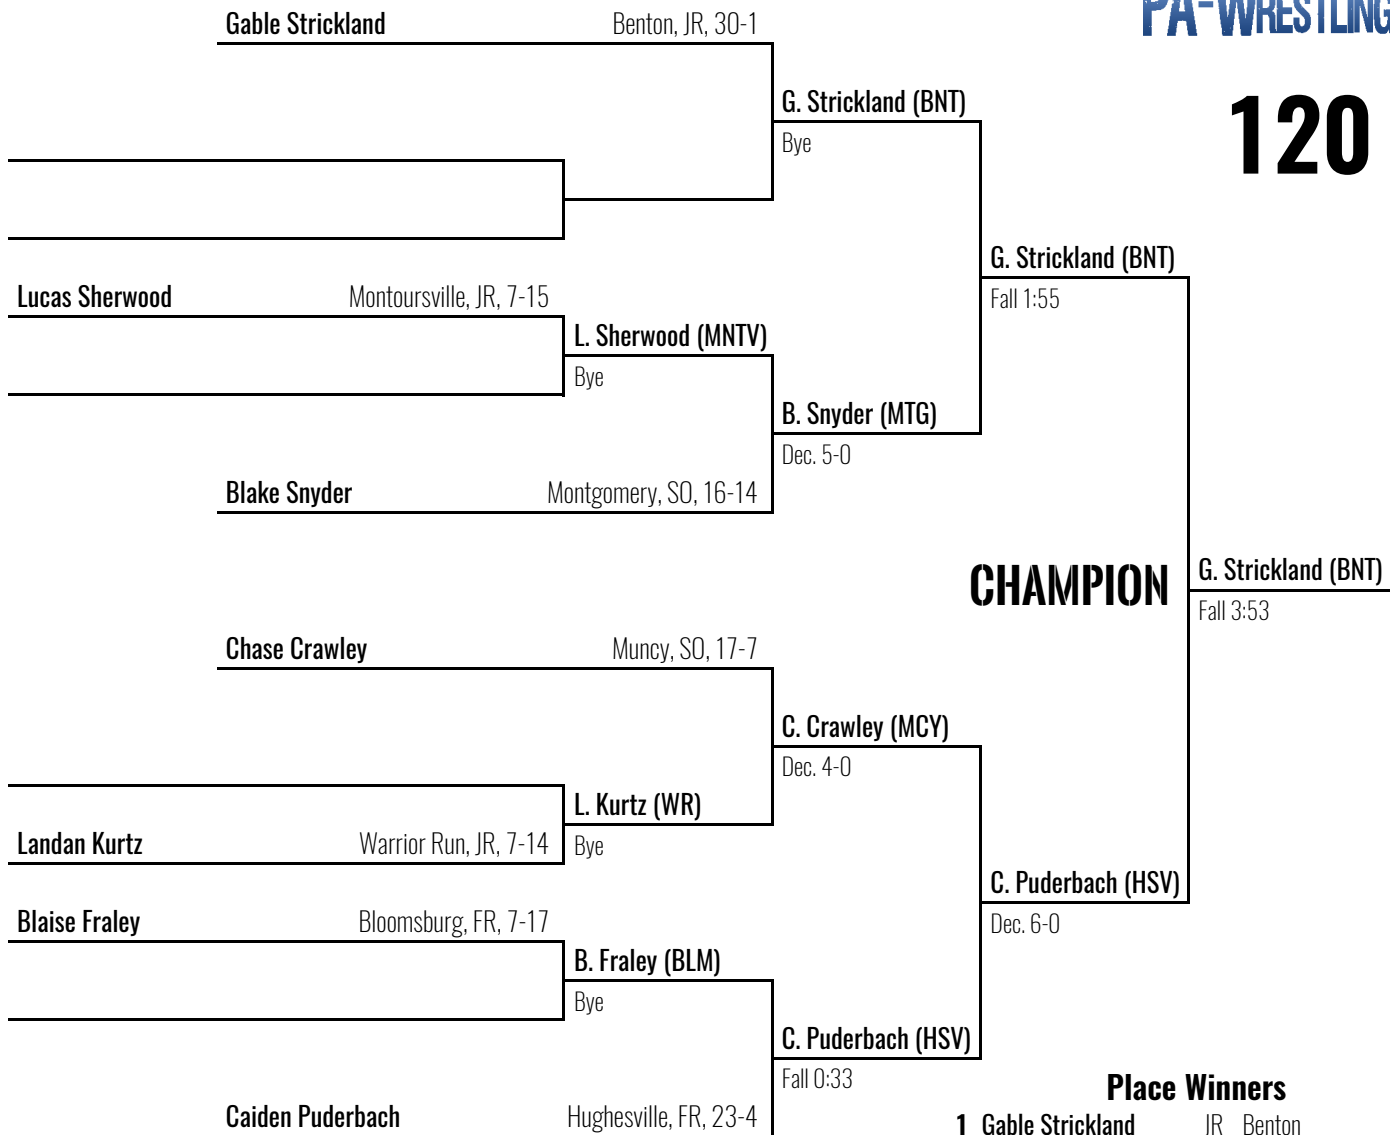 PA-WRESTLING
120
Gable Strickland Benton, JR, 30-1
G. Strickland (BNT)
Bye
G. Strickland (BNT)
Fall 1:55
Lucas Sherwood Montoursville, JR, 7-15
L. Sherwood (MNTV)
Bye
B. Snyder (MTG)
Dec. 5-0
Blake Snyder Montgomery, SO, 16-14
CHAMPION
G. Strickland (BNT)
Fall 3:53
Chase Crawley Muncy, SO, 17-7
C. Crawley (MCY)
Dec. 4-0
L. Kurtz (WR)
Landan Kurtz Warrior Run, JR, 7-14
Bye
C. Puderbach (HSV)
Dec. 6-0
Blaise Fraley Bloomsburg, FR, 7-17
B. Fraley (BLM)
Bye
C. Puderbach (HSV)
Fall 0:33
Caiden Puderbach Hughesville, FR, 23-4
Place Winners
1 Gable Strickland JR Benton